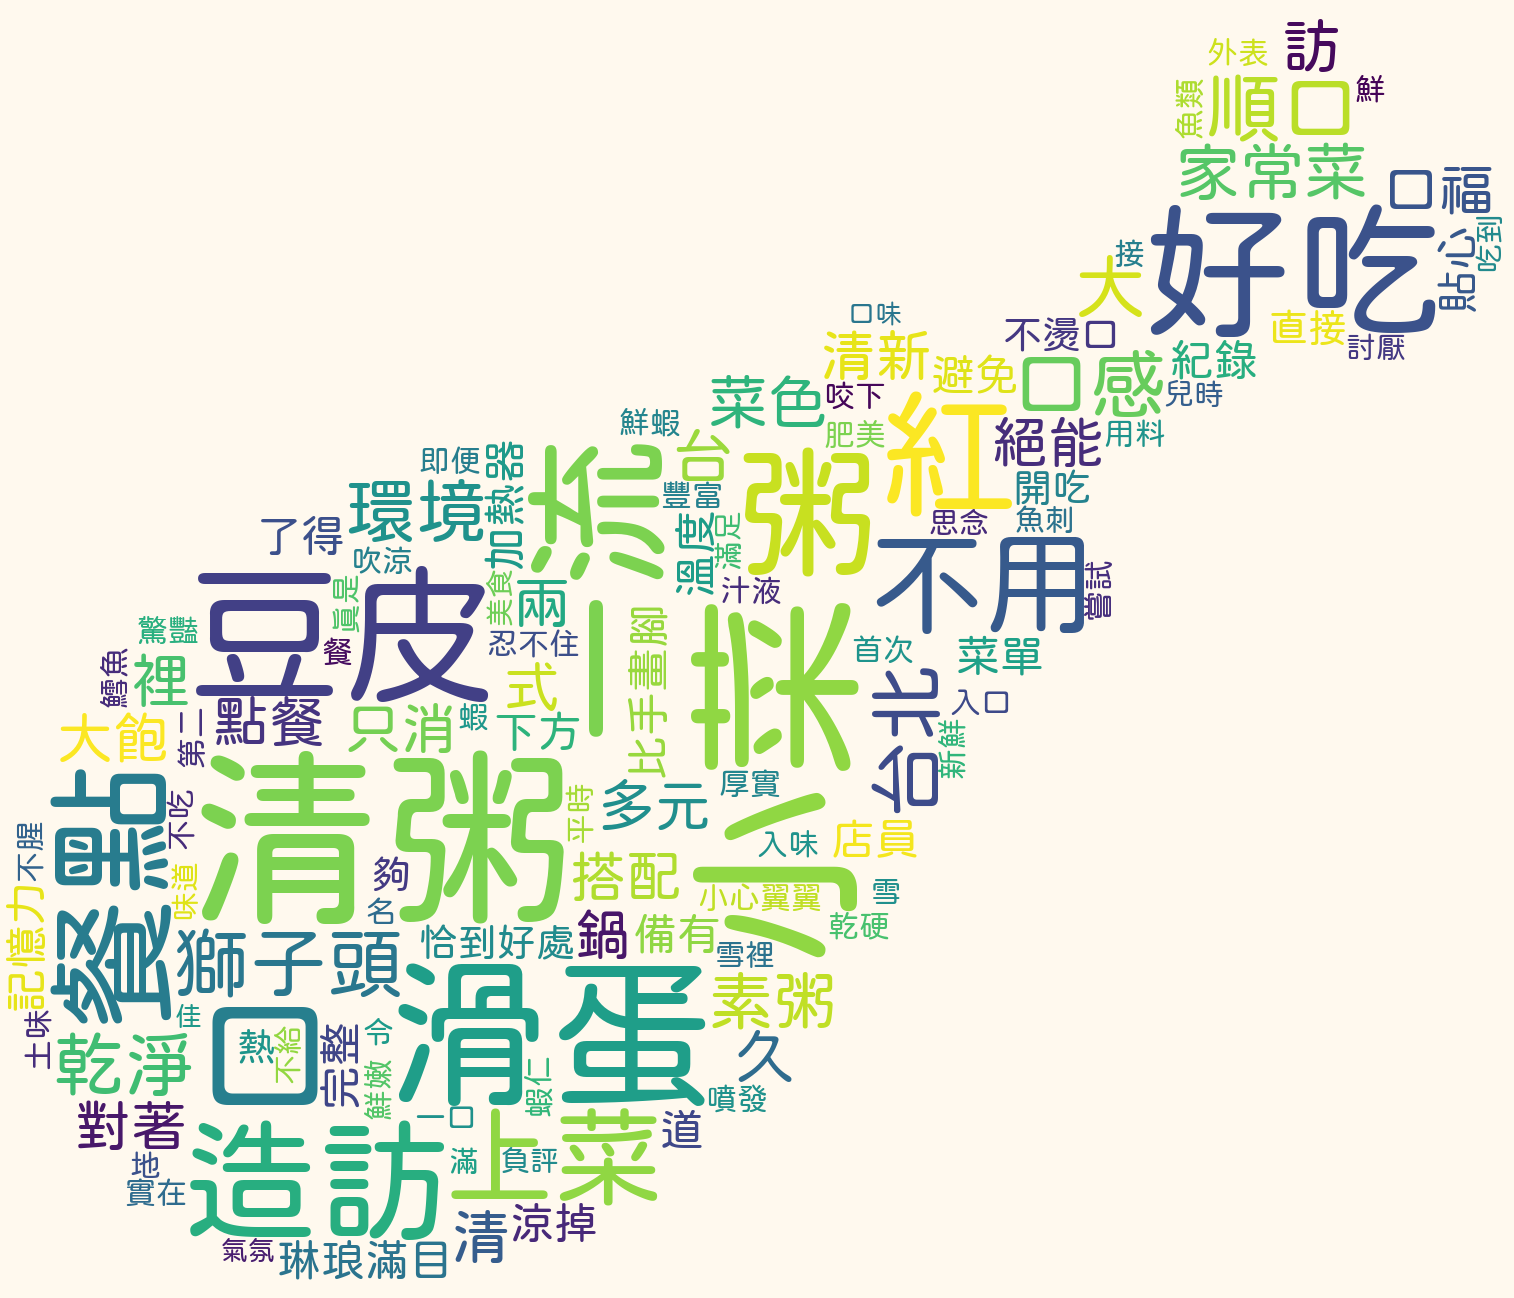 外表
訪
魚類
順口
鮮
家常菜
口福
好吃
貼心
吃到
接
大
直接
討厭
口味
不燙口
清新
避免
口感
紀錄
兒時
菜色
咬下
紅
絕能
用料
鮮蝦
台
肥美
粥
開吃
即便
加熱器
流
豐富
環境
思念
魚刺
了得
溫度
滿足
不用
吹涼
豆皮
真是
美食
兩
汁液
嘗試
驚豔
餐
忍不住
一
比手畫腳
菜
首次
菜單
鱈魚
裡
式
台北
入口
大飽
第二
點餐
只消
蝦
下方
新鮮
清粥
餐點
不吃
平時
多元
厚實
小
入味
店員
不腥
味道
夠
搭配
小心翼翼
雪
記憶力
名
獅子頭
恰到好處
鍋
備有
乾硬
雪裡
滑蛋
素粥
土味
佳
口
熱
不給
完整
令
鮮嫩
蝦仁
久
乾淨
噴發
對著
一口
上菜
道
造訪
滿
負評
地
實在
清
涼掉
氣氛
琳琅滿目